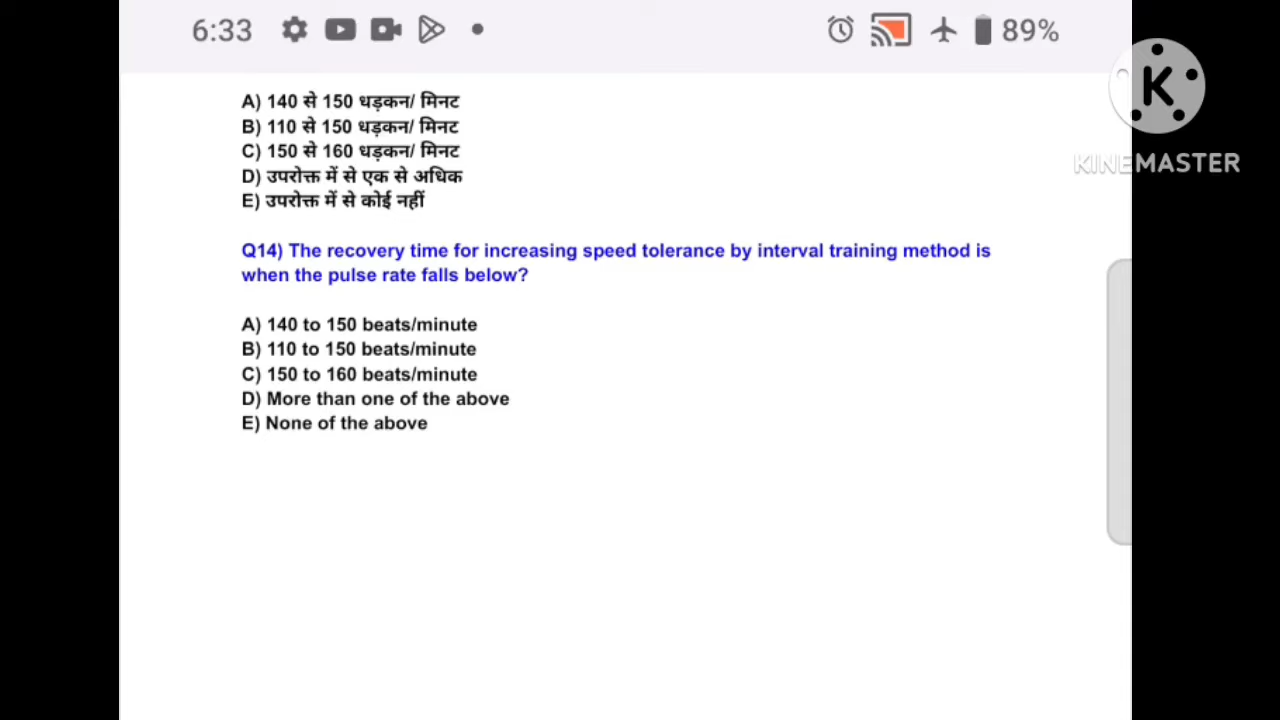 6:33
89%
K
KINEMASTER
A) 140 से 150 धड़कन/ मिनट
B) 110 से 150 धड़कन/ मिनट
C) 150 से 160 धड़कन/ मिनट
D) उपरोक्त में से एक से अधिक
E) उपरोक्त में से कोई नहीं
Q14) The recovery time for increasing speed tolerance by interval training method is
when the pulse rate falls below?
A) 140 to 150 beats/minute
B) 110 to 150 beats/minute
C) 150 to 160 beats/minute
D) More than one of the above
E) None of the above